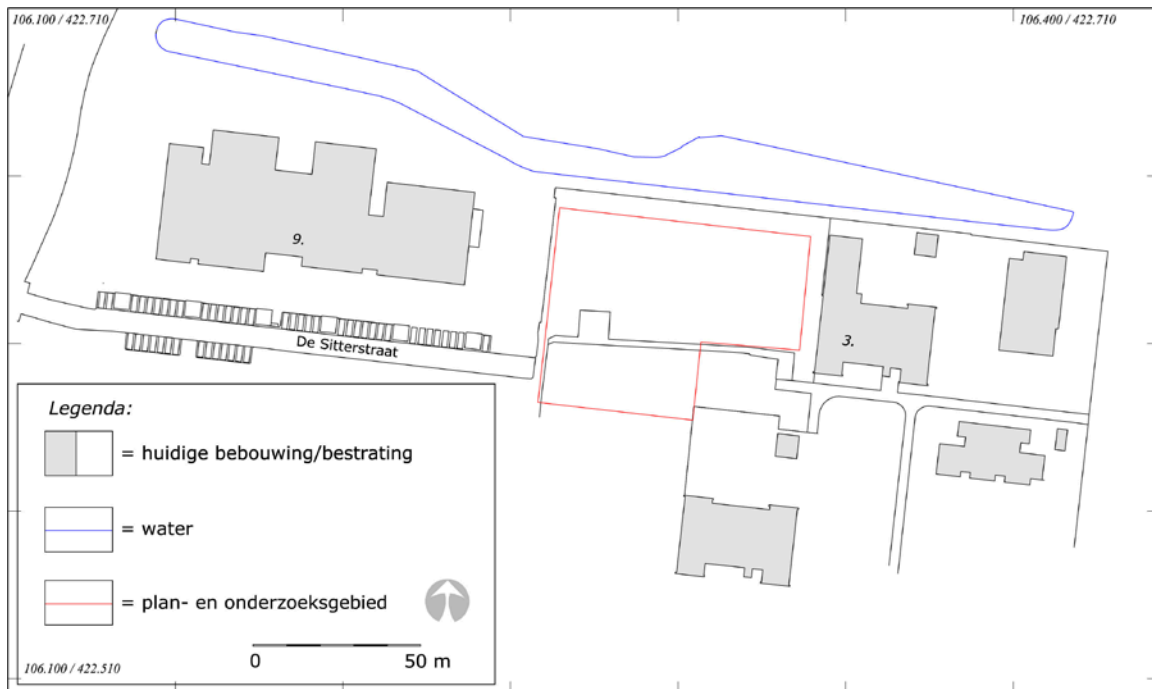 106.100 / 422.710
106.400 / 422.710
9.
3.
De Sitterstraat
Legenda:
= huidige bebouwing/bestrating
= water
= plan- en onderzoeksgebied
0 50 m
106.100 / 422.510